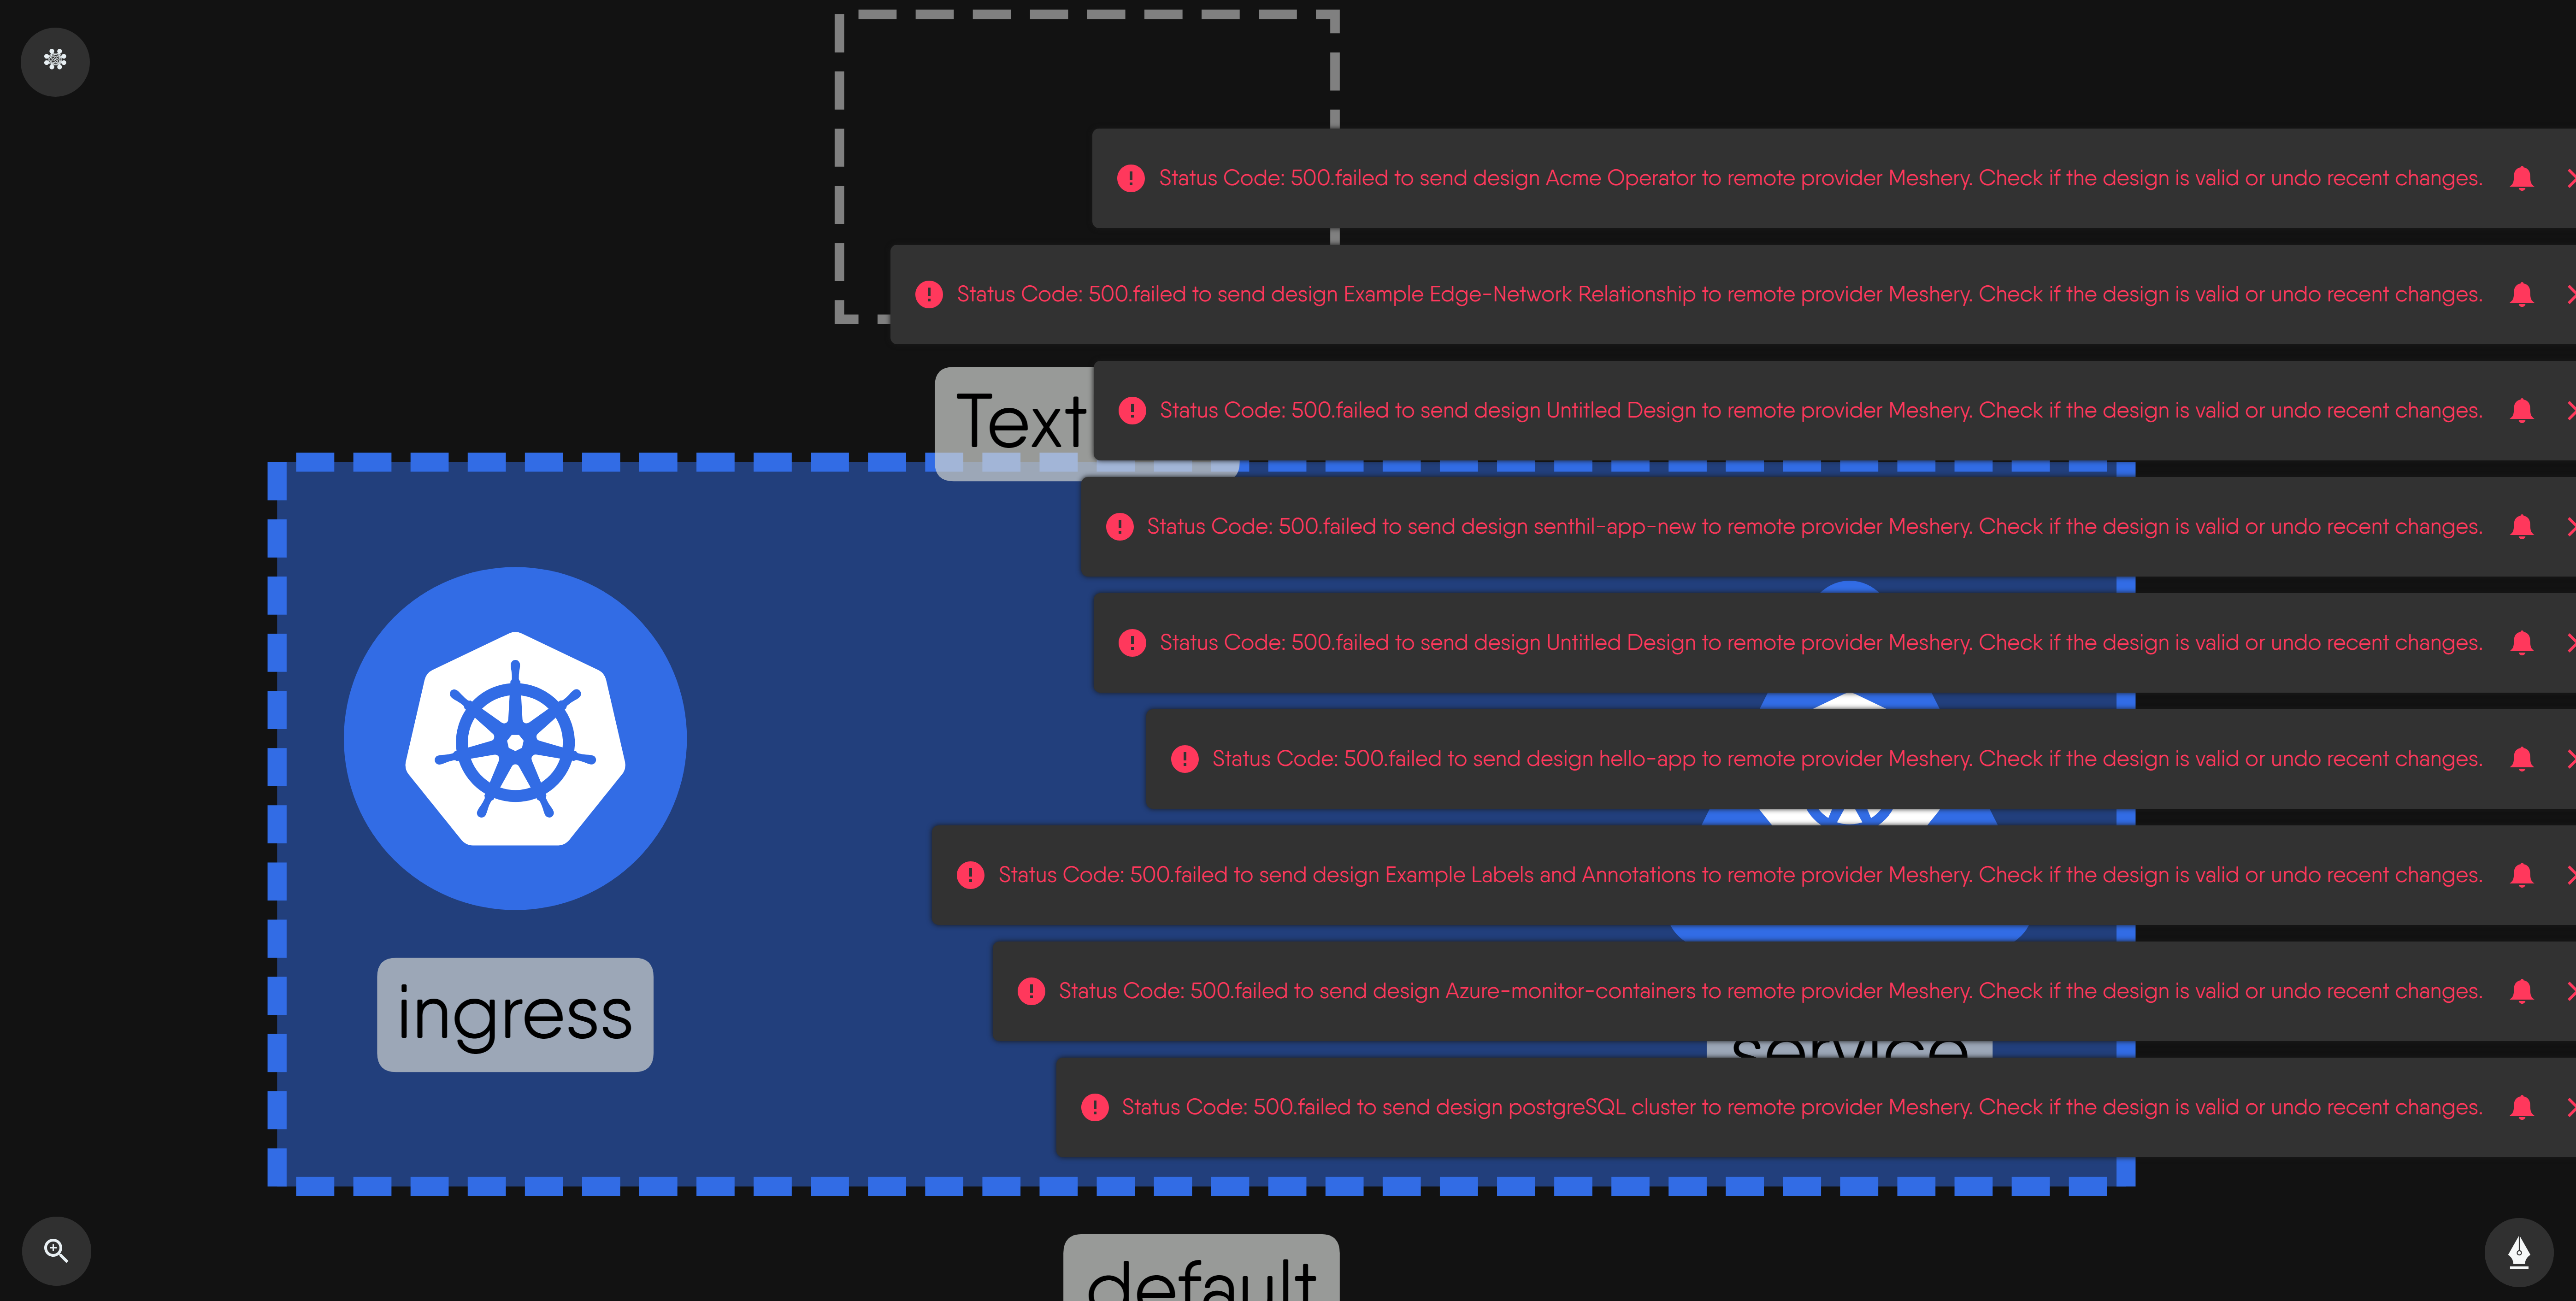 Status Code: 500.failed to send design Acme Operator to remote provider Meshery. Check if the design is valid or undo recent changes.
Status Code: 500.failed to send design Example Edge-Network Relationship to remote provider Meshery. Check if the design is valid or undo recent changes.
Text
Status Code: 500.failed to send design Untitled Design to remote provider Meshery. Check if the design is valid or undo recent changes.
Status Code: 500.failed to send design senthil-app-new to remote provider Meshery. Check if the design is valid or undo recent changes.
Status Code: 500.failed to send design Untitled Design to remote provider Meshery. Check if the design is valid or undo recent changes.
Status Code: 500.failed to send design hello-app to remote provider Meshery. Check if the design is valid or undo recent changes.
Status Code: 500.failed to send design Example Labels and Annotations to remote provider Meshery. Check if the design is valid or undo recent changes.
Status Code: 500.failed to send design Azure-monitor-containers to remote provider Meshery. Check if the design is valid or undo recent changes.
ingress
service
Status Code: 500.failed to send design postgreSQL cluster to remote provider Meshery. Check if the design is valid or undo recent changes.
default